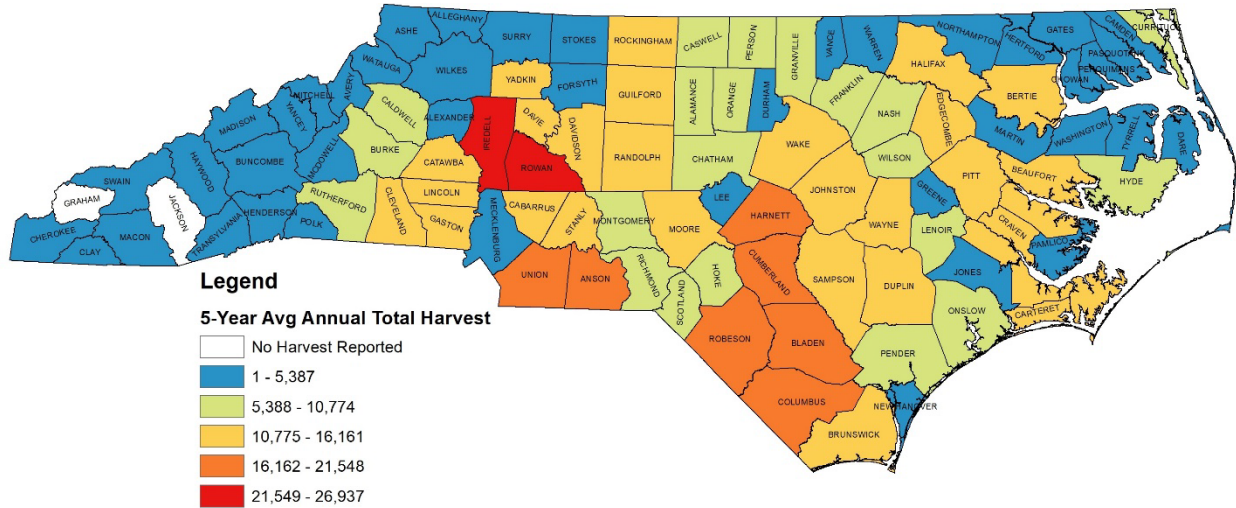 ALLEGHANY
ASHE
SURRY
STOKES
ROCKINGHAM
CASWELL
PERSON
GRANVILLE
VANCE
WARREN
NORTHAMPTON
HERTFORD
GATES
CAMDEN
CURRITUCK
PASQUOTANK
PERQUIMANS
CHOWAN
WATAUGA
WILKES
YADKIN
FORSYTH
GUILFORD
ALAMANCE
ORANGE
DURHAM
FRANKLIN
NASH
HALIFAX
EDGECOMBE
BERTIE
MARTIN
WASHINGTON
TYRRELL
DARE
AVERY
MITCHELL
YANCEY
MADISON
CALDWELL
ALEXANDER
IREDELL
DAVIE
DAVIDSON
RANDOLPH
CHATHAM
WAKE
WILSON
PITT
BEAUFORT
HYDE
BURKE
MCDOWELL
BUNCOMBE
HAYWOOD
SWAIN
CATAWBA
ROWAN
LINCOLN
JOHNSTON
GREENE
GRAHAM
JACKSON
RUTHERFORD
CLEVELAND
GASTON
MECKLENBURG
CABARRUS
STANLY
MONTGOMERY
MOORE
LEE
HARNETT
WAYNE
LENOIR
CRAVEN
PAMLICO
CHEROKEE
CLAY
MACON
TRANSYLVANIA
HENDERSON
POLK
UNION
ANSON
RICHMOND
SCOTLAND
HOKE
CUMBERLAND
SAMPSON
DUPLIN
JONES
ONSLOW
CARTERET
ROBESON
BLADEN
PENDER
COLUMBUS
NEW HANOVER
BRUNSWICK
Legend
5-Year Avg Annual Total Harvest
No Harvest Reported
1 - 5,387
5,388 - 10,774
10,775 - 16,161
16,162 - 21,548
21,549 - 26,937